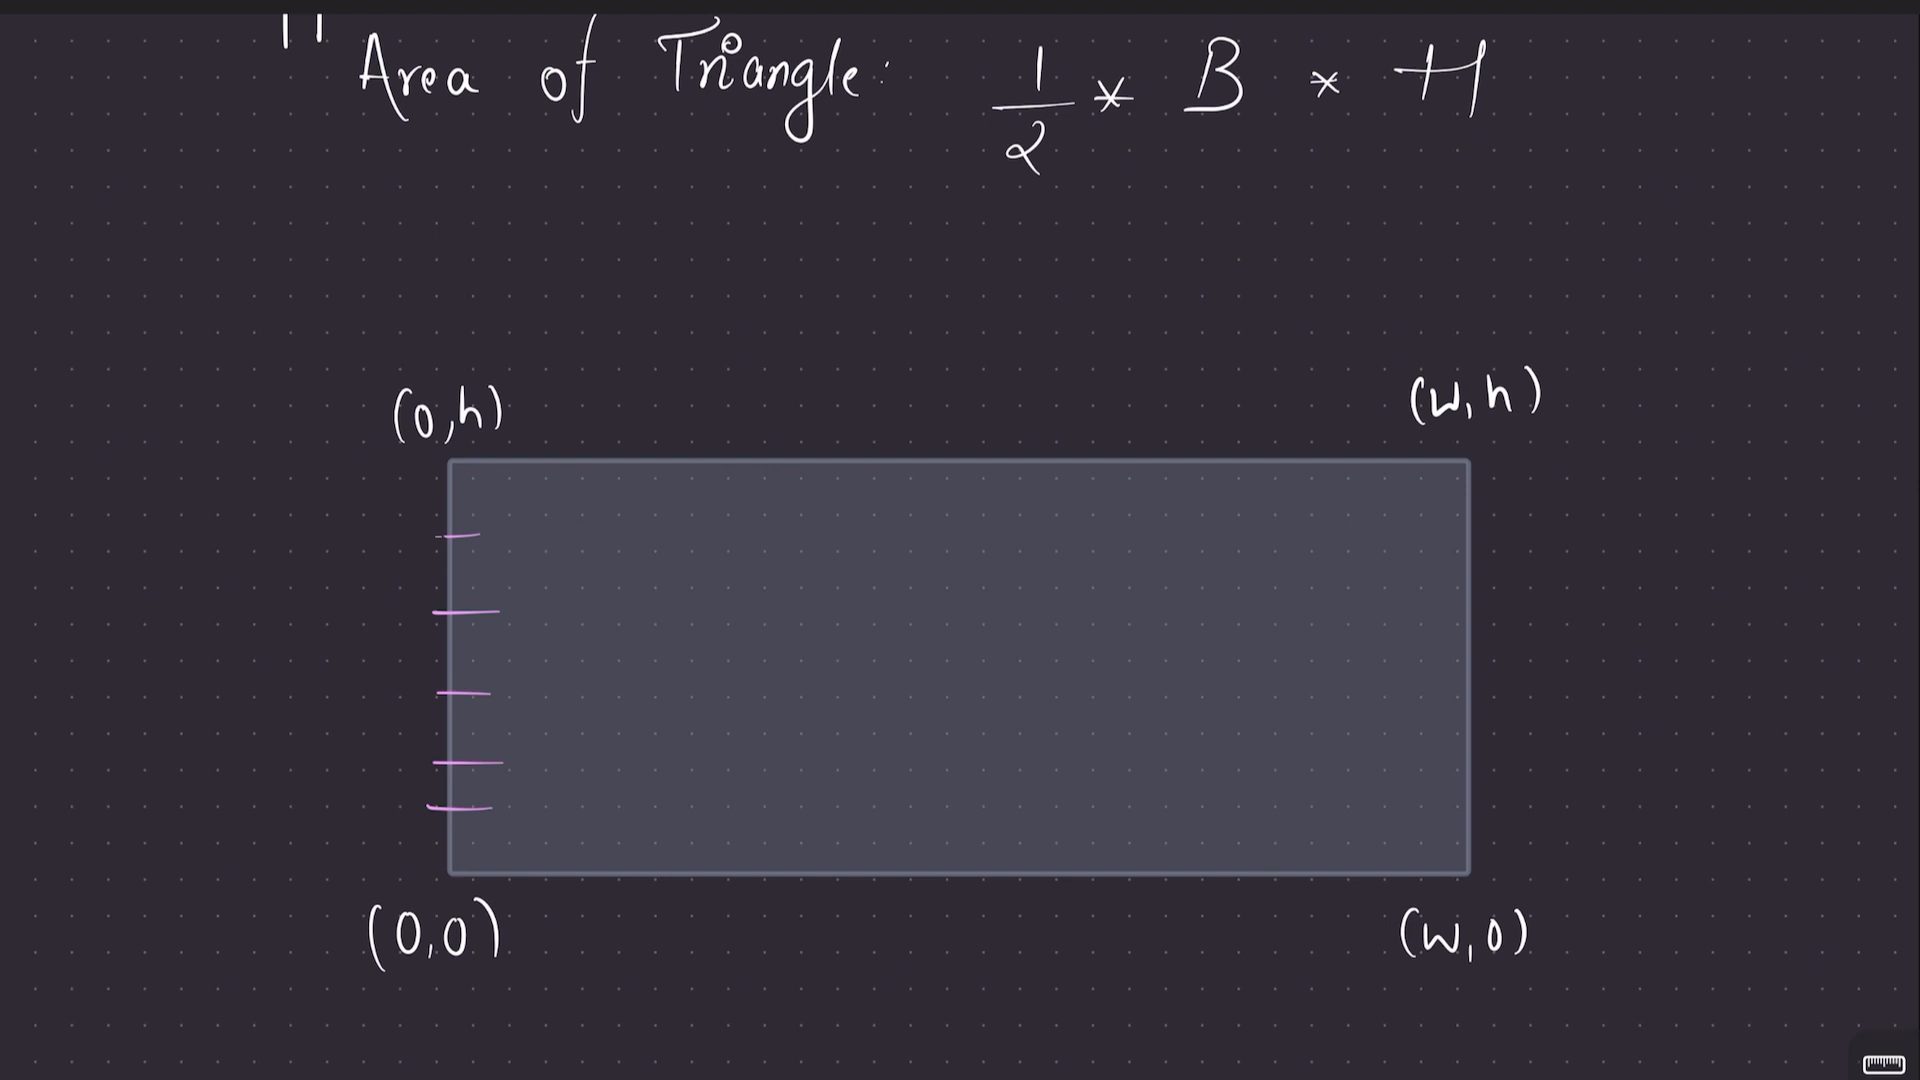 Area of Triangle: 1/2 * B * H
(0,h) (w,h)
(0,0) (w,0)